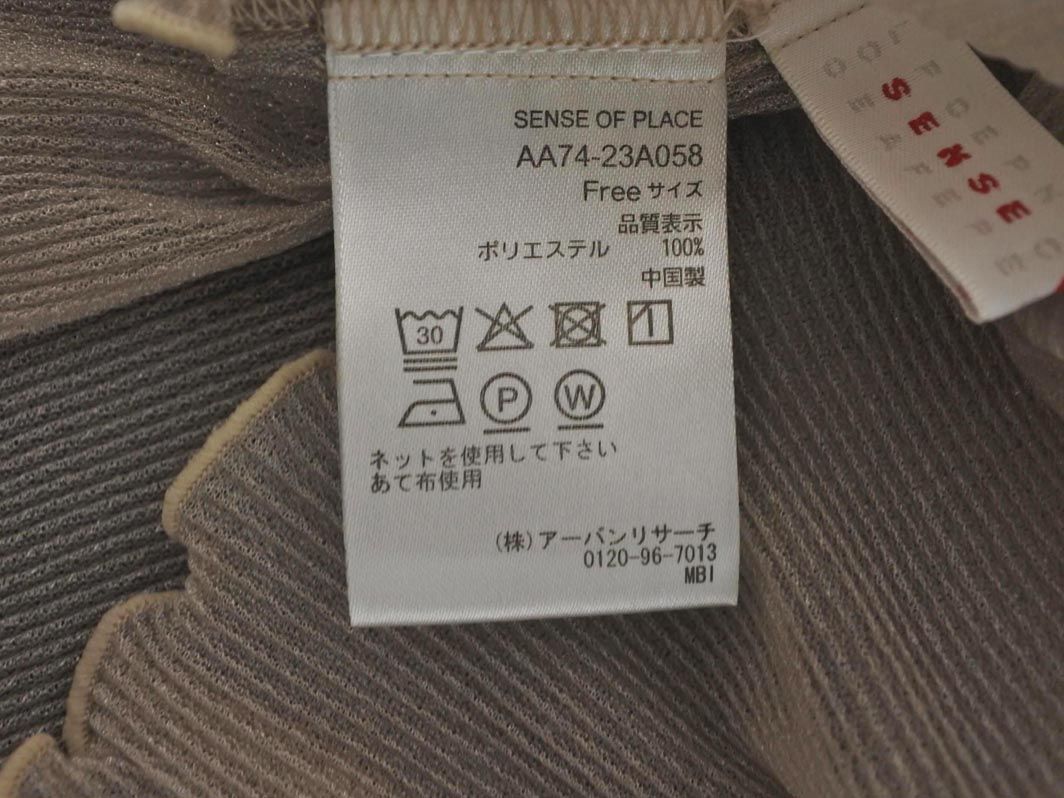 SENSE OF PLACE
AA74-23A058
Free サイズ
品質表示
ポリエステル 100%
中国製
30
P W
ネットを使用して下さい
あて布使用
(株)アーバンリサーチ
0120-96-7013
MBI
SENSE